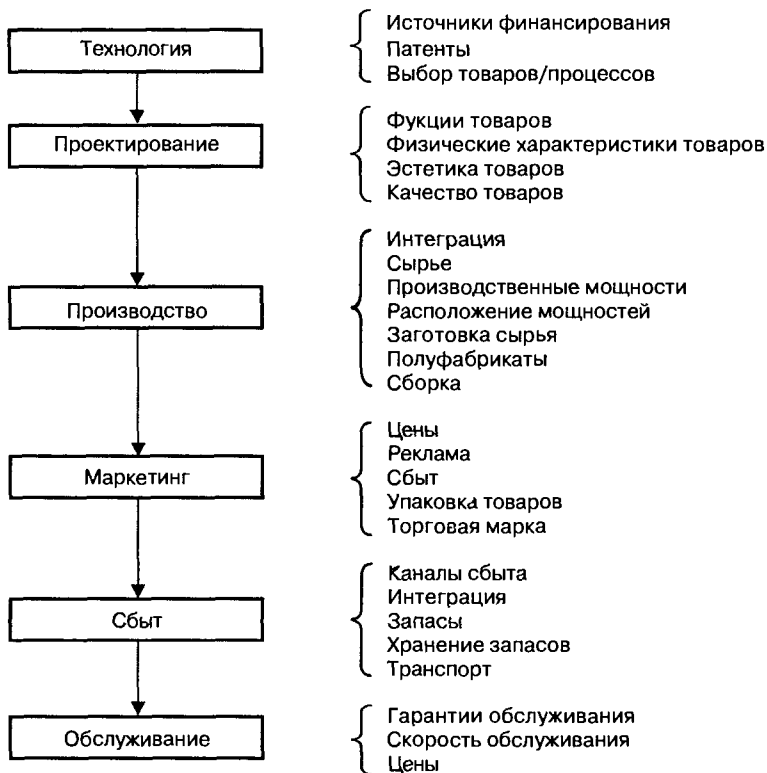 Технология
Источники финансирования
Патенты
Выбор товаров/процессов
Проектирование
Фукции товаров
Физические характеристики товаров
Эстетика товаров
Качество товаров
Производство
Интеграция
Сырье
Производственные мощности
Расположение мощностей
Заготовка сырья
Полуфабрикаты
Сборка
Маркетинг
Цены
Реклама
Сбыт
Упаковка товаров
Торговая марка
Сбыт
Каналы сбыта
Интеграция
Запасы
Хранение запасов
Транспорт
Обслуживание
Гарантии обслуживания
Скорость обслуживания
Цены